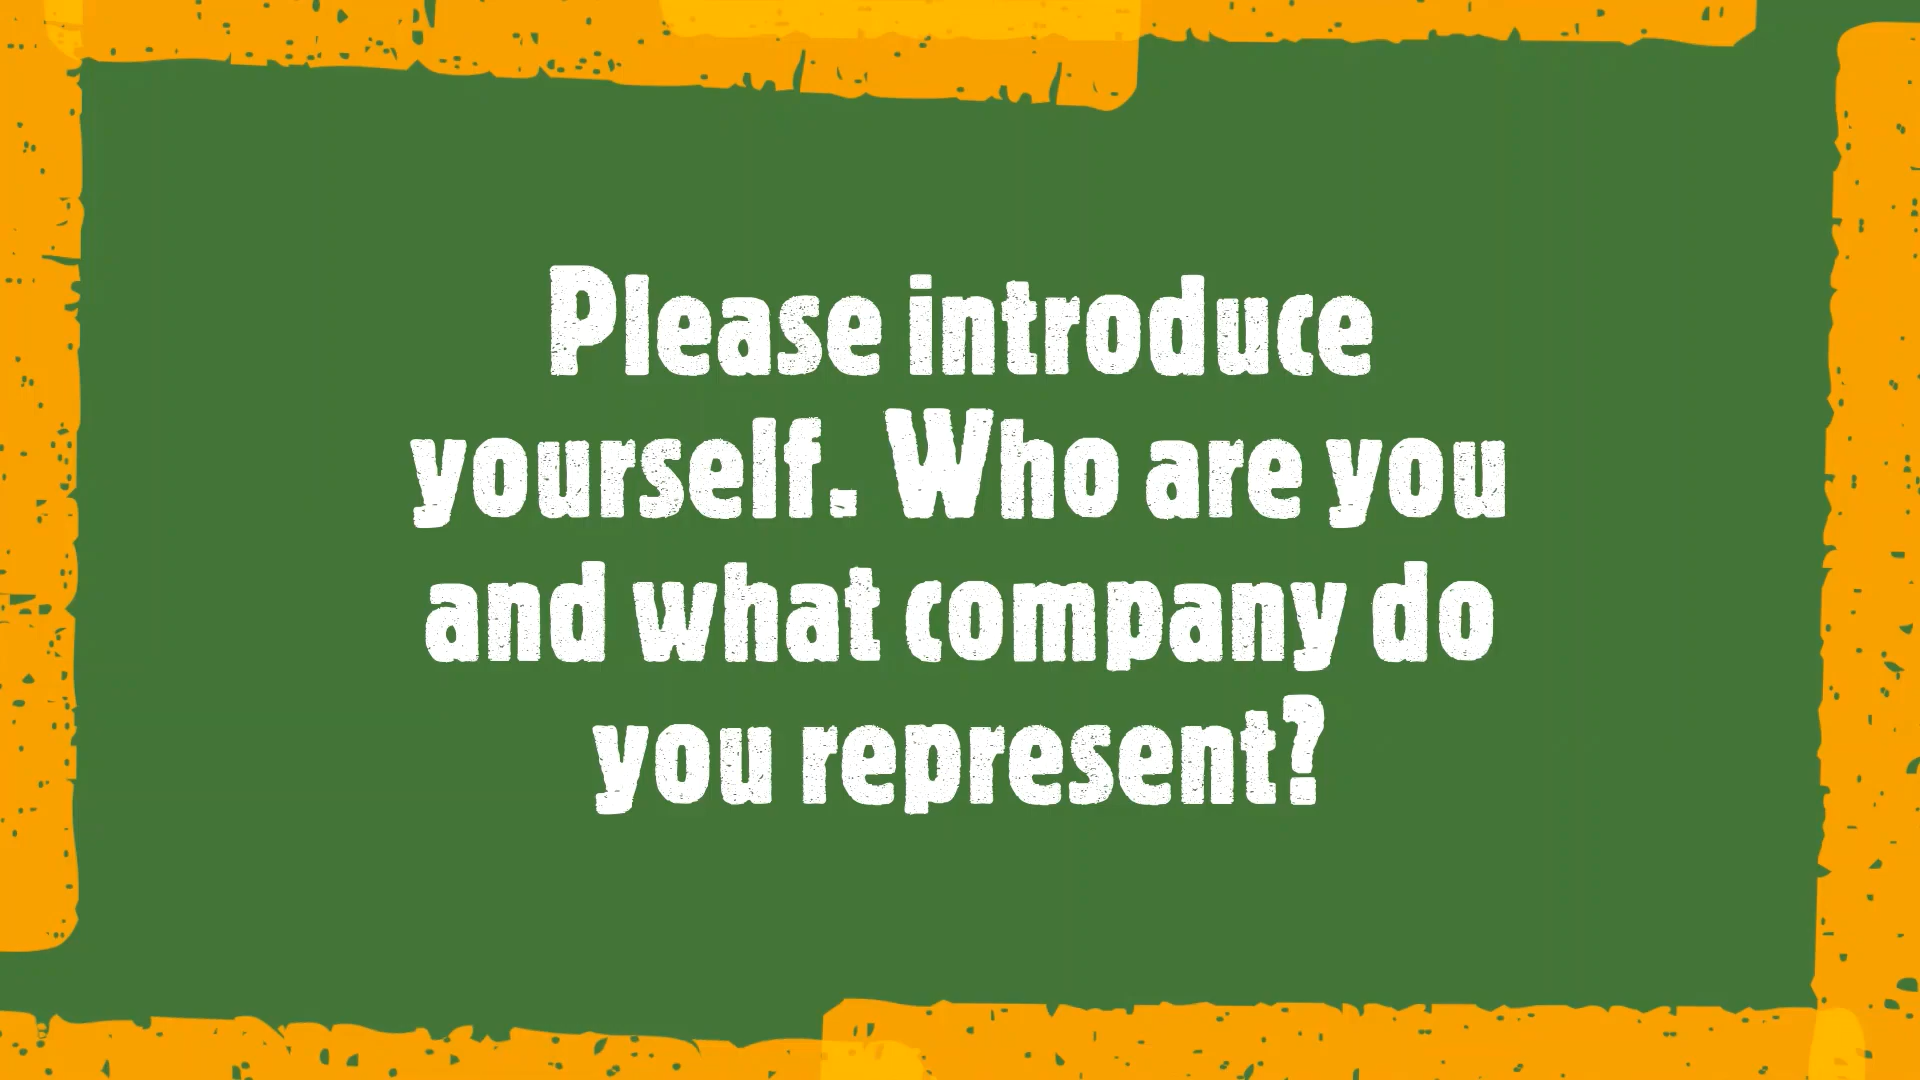 Please introduce
yourself. Who are you
and what company do
you represent?